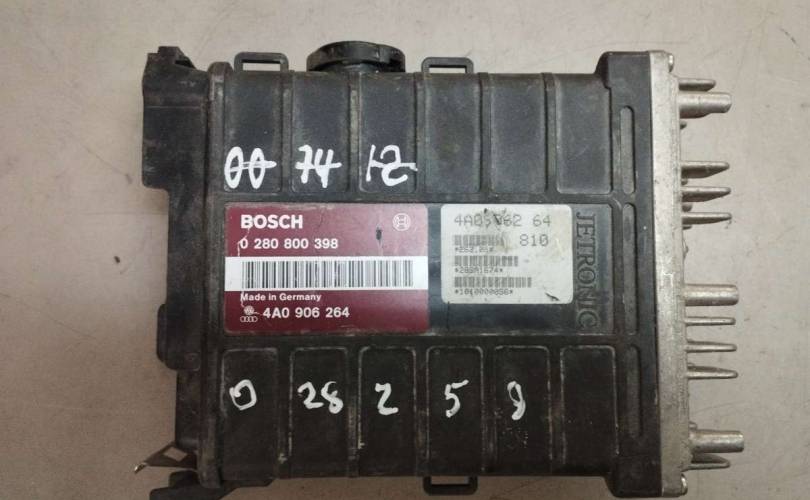 00 74 12
BOSCH
0 280 800 398
Made in Germany
4A0 906 264
64
810
JETRONIC
0 28 2 5 8